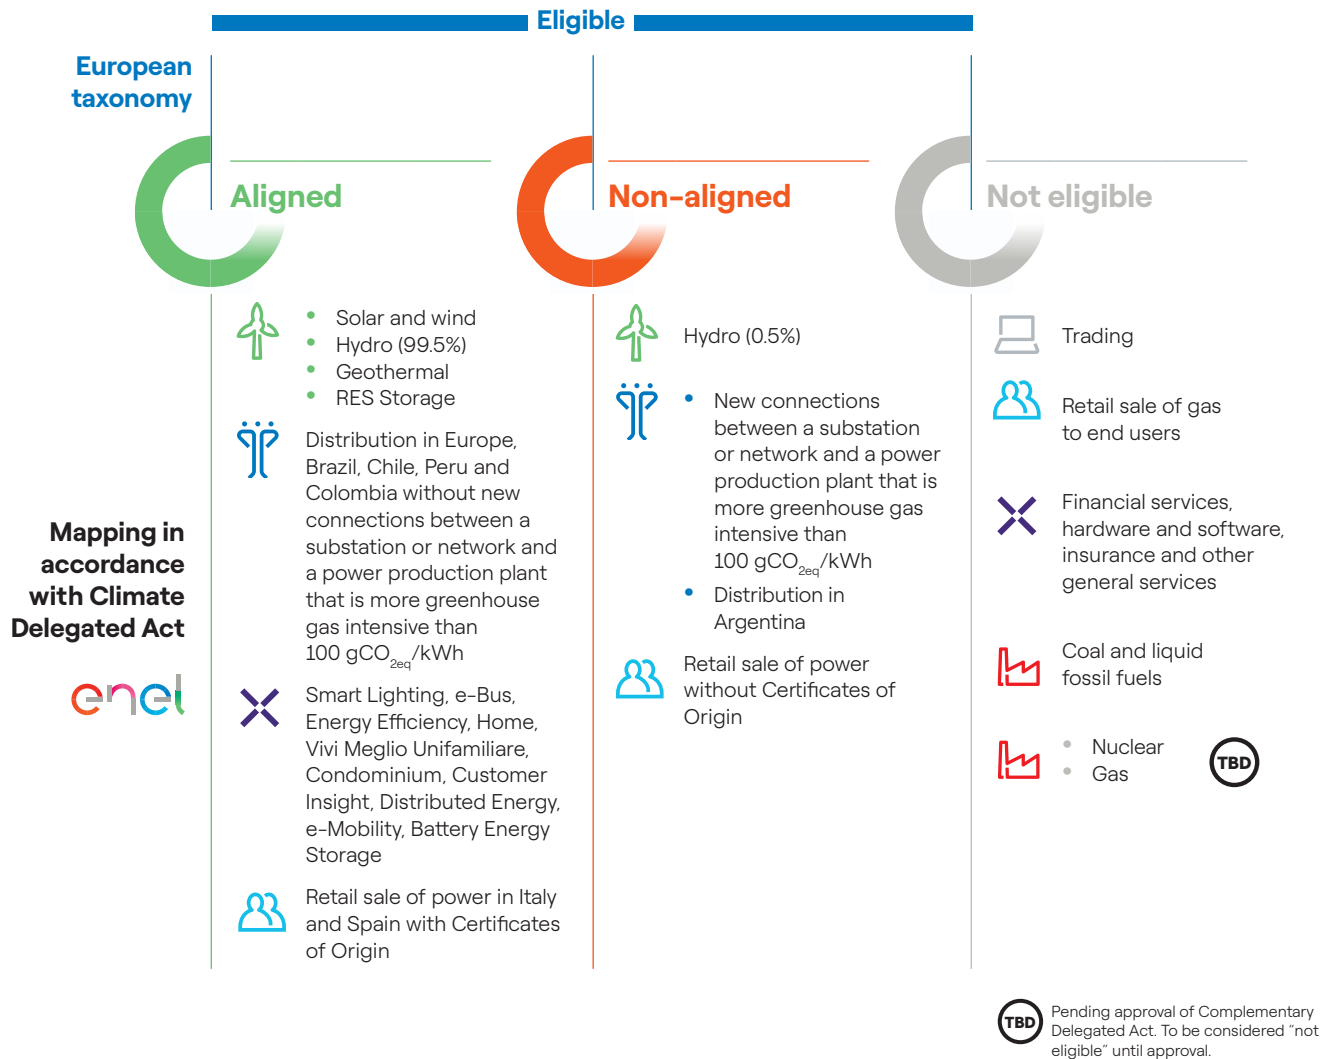 Eligible
European
taxonomy
Aligned
Non-aligned
Not eligible
Mapping in
accordance
with Climate
Delegated Act
enel
• Solar and wind
• Hydro (99.5%)
• Geothermal
• RES Storage
Distribution in Europe,
Brazil, Chile, Peru and
Colombia without new
connections between a
substation or network and
a power production plant
that is more greenhouse
gas intensive than
100 gCO2eq/kWh
Smart Lighting, e-Bus,
Energy Efficiency, Home,
Vivi Meglio Unifamiliare,
Condominium, Customer
Insight, Distributed Energy,
e-Mobility, Battery Energy
Storage
Retail sale of power in Italy
and Spain with Certificates
of Origin
Hydro (0.5%)
• New connections
between a substation
or network and a power
production plant that is
more greenhouse gas
intensive than
100 gCO2eq/kWh
• Distribution in
Argentina
Retail sale of power
without Certificates of
Origin
Trading
Retail sale of gas
to end users
Financial services,
hardware and software,
insurance and other
general services
Coal and liquid
fossil fuels
• Nuclear
• Gas
TBD
TBD
Pending approval of Complementary
Delegated Act. To be considered "not
eligible" until approval.